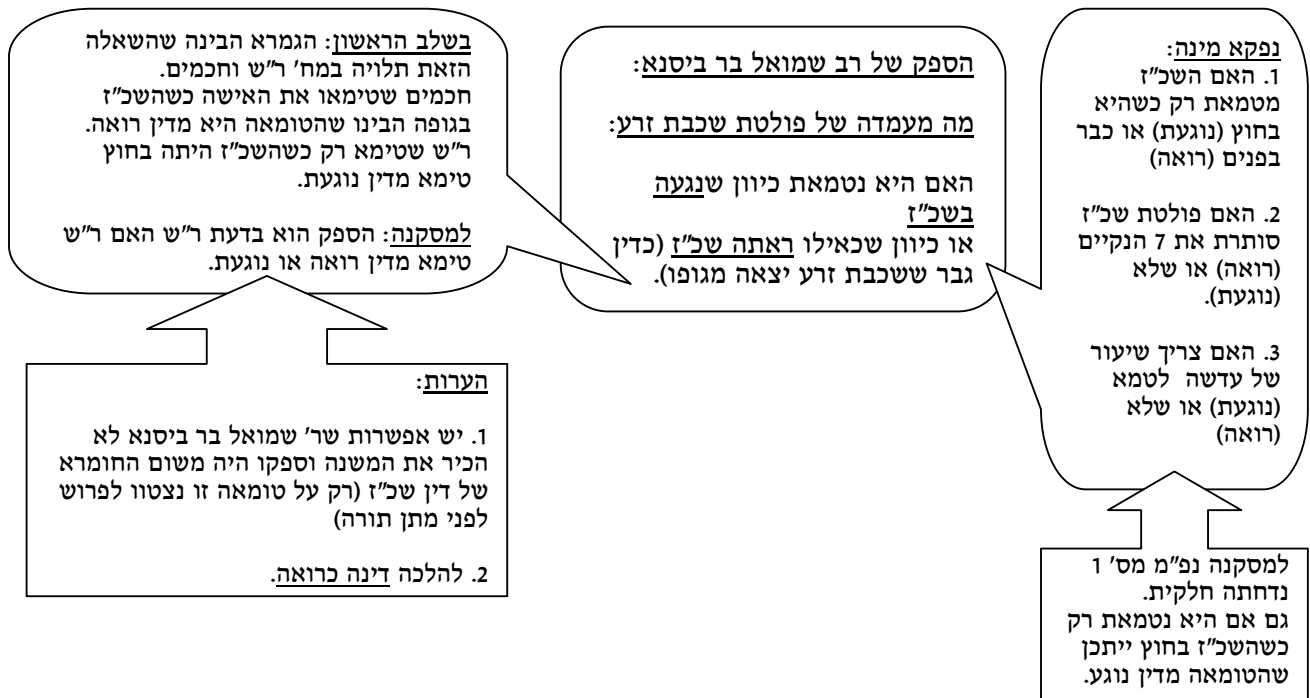 הספק של רב שמואל בר ביסנא:
מה מעמדה של פולטת שכבת זרע:
האם היא נטמאת כיוון שנגעה
בשכ"ז
או כיוון שכאילו ראתה שכ"ז (כדין
גבר ששכבת זרע יצאה מגופו).
נפקא מינה:
1. האם השכ"ז
מטמאת רק כשהיא
בחוץ (נוגעת) או כבר
בפנים (רואה)
2. האם פולטת שכ"ז
סותרת את 7 הנקיים
(רואה) או שלא
(נוגעת).
3. האם צריך שיעור
של עדשה לטמא
(נוגעת) או שלא
(רואה)
למסקנה נפ"מ מס' 1
נדחתה חלקית.
גם אם היא נטמאת רק
כשהשכ"ז בחוץ ייתכן
שהטומאה מדין נוגע.
בשלב הראשון: הגמרא הבינה שהשאלה
הזאת תלויה במח' ר"ש וחכמים.
חכמים שטימאו את האישה כשהשכ"ז
בגופה הבינו שהטומאה היא מדין רואה.
ר"ש שטימא רק כשהשכ"ז היתה בחוץ
טימא מדין נוגעת.
למסקנה: הספק הוא בדעת ר"ש האם ר"ש
טימא מדין רואה או נוגעת.
הערות:
1. יש אפשרות שר' שמואל בר ביסנא לא
הכיר את המשנה וספקו היה משום החומרא
של דין שכ"ז (רק על טומאה זו נצטוו לפרוש
לפני מתן תורה)
2. להלכה דינה כרואה.